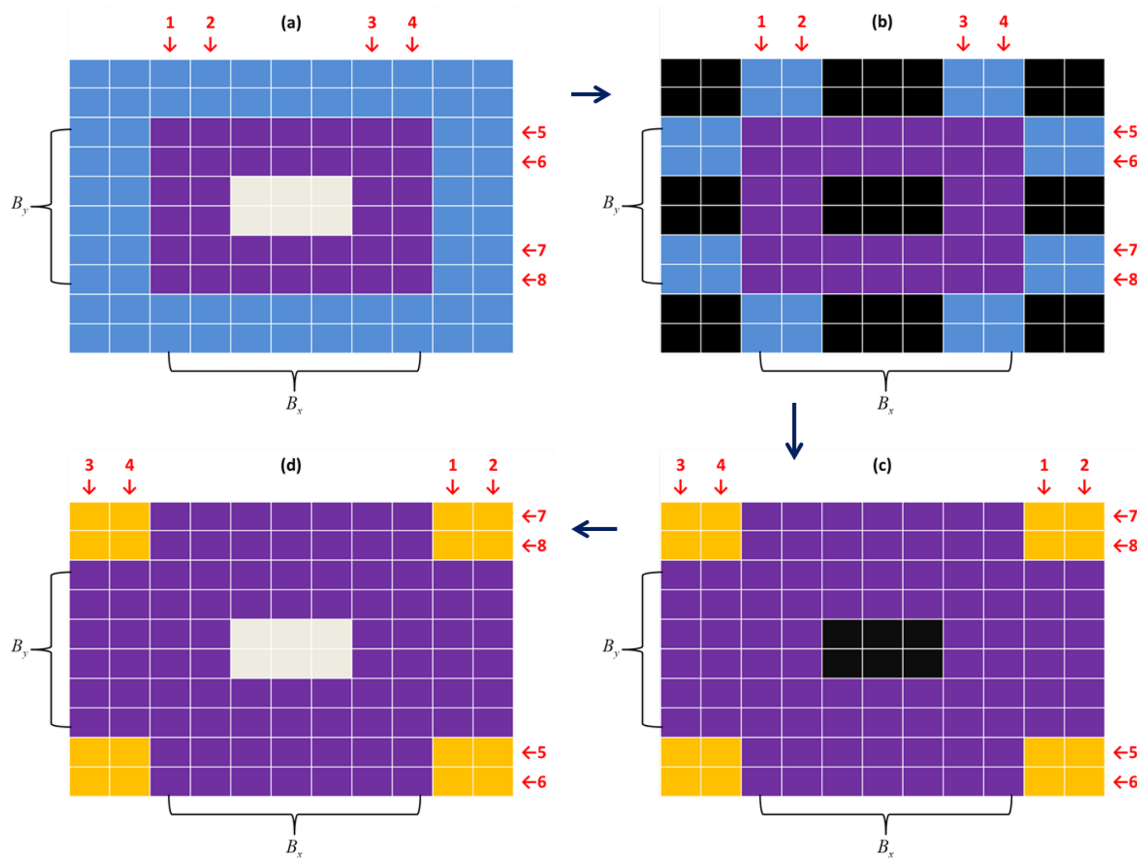 1 2 (a) 3 4
↓ ↓ ↓ ↓
←5
←6
B_y
←7
←8
B_x
1 2 (b) 3 4
↓ ↓ ↓ ↓
←5
←6
B_y
←7
←8
B_x
3 4 (d) 1 2
↓ ↓ ↓ ↓
←7
←8
B_y
←5
←6
B_x
3 4 (c) 1 2
↓ ↓ ↓ ↓
←7
←8
B_y
←5
←6
B_x